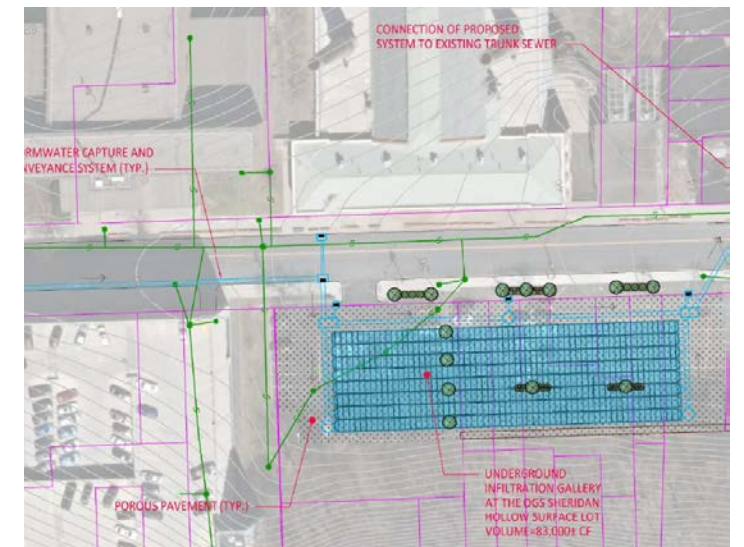 CONNECTION OF PROPOSED
SYSTEM TO EXISTING TRUNK SEWER
RMWATER CAPTURE AND
VEYANCE SYSTEM (TYP.)
POROUS PAVEMENT (TYP.)
UNDERGROUND
INFILTRATION GALLERY
AT THE OGS SHERIDAN
HOLLOW SURFACE LOT
VOLUME=83,000± CF